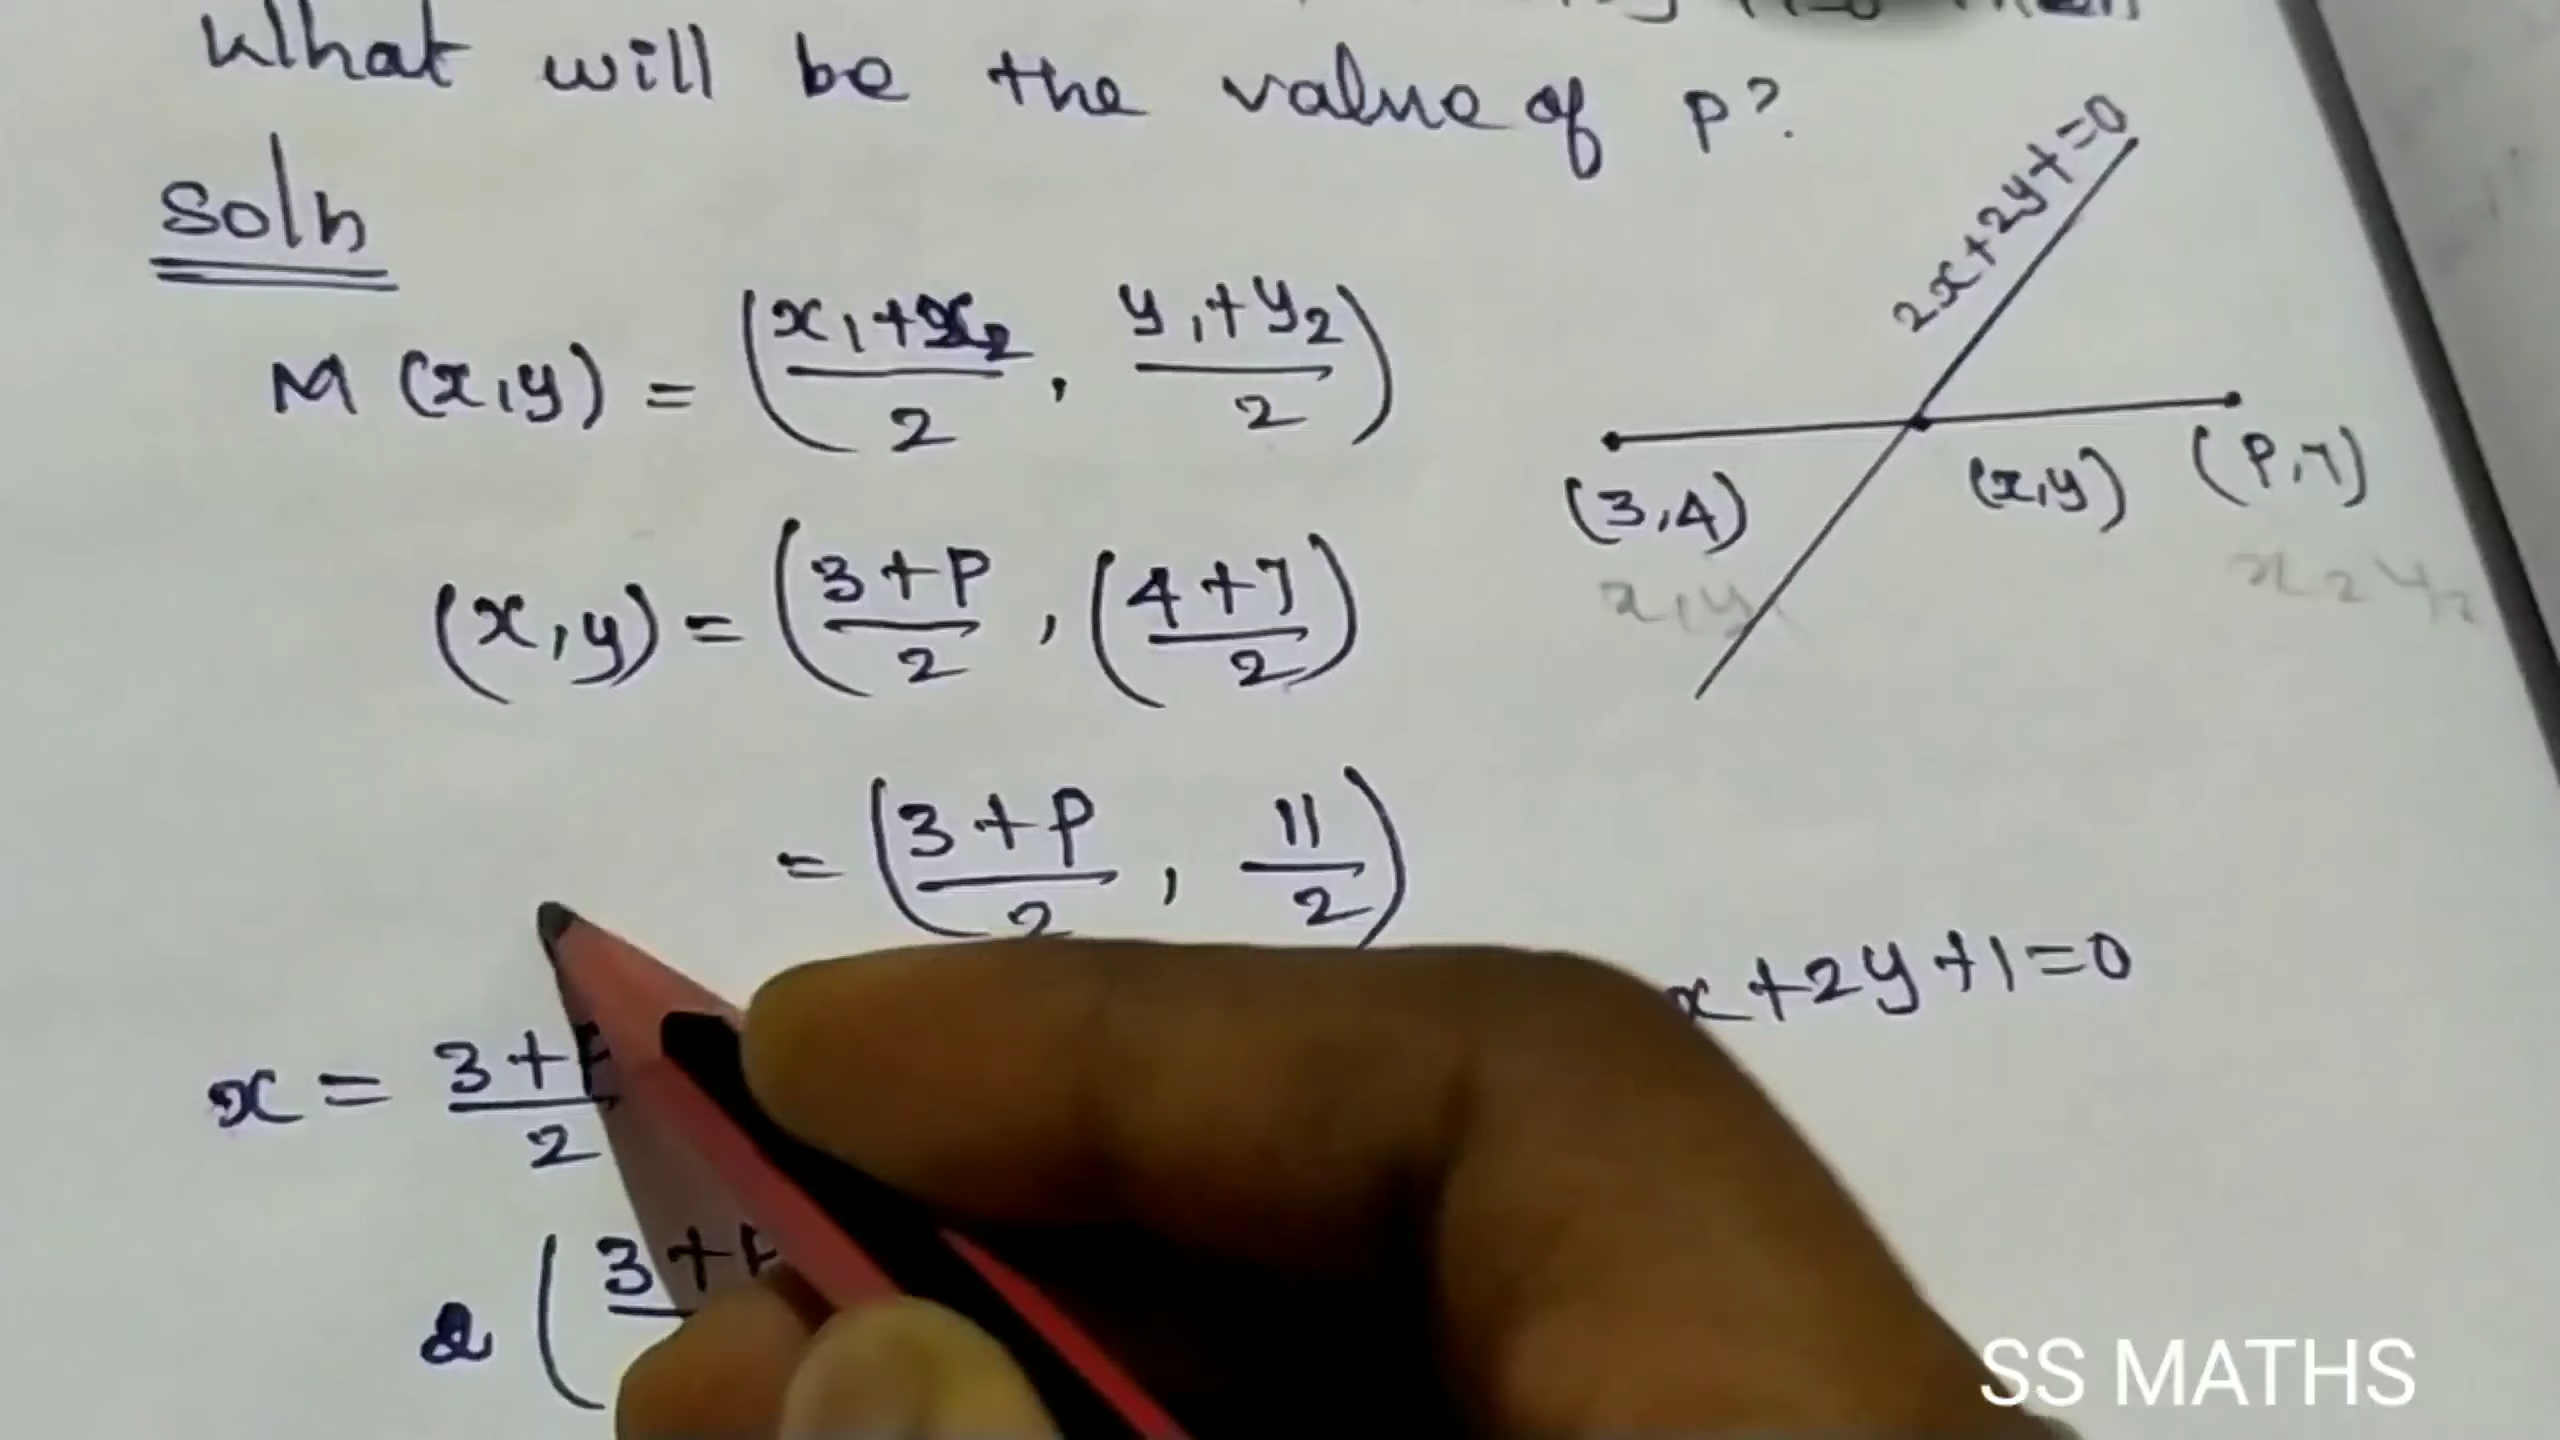 What will be the value of P?
Soln
M (x,y) = (x1+x2/2, y1+y2/2)
2x+2y+=0
(3,4) (x,y) (P,7)
x1y1 x2y2
(x,y) = (3+P/2, (4+7/2)
= (3+P/2, 11/2)
x+2y+1=0
x = 3+P/2
2(3+
SS MATHS